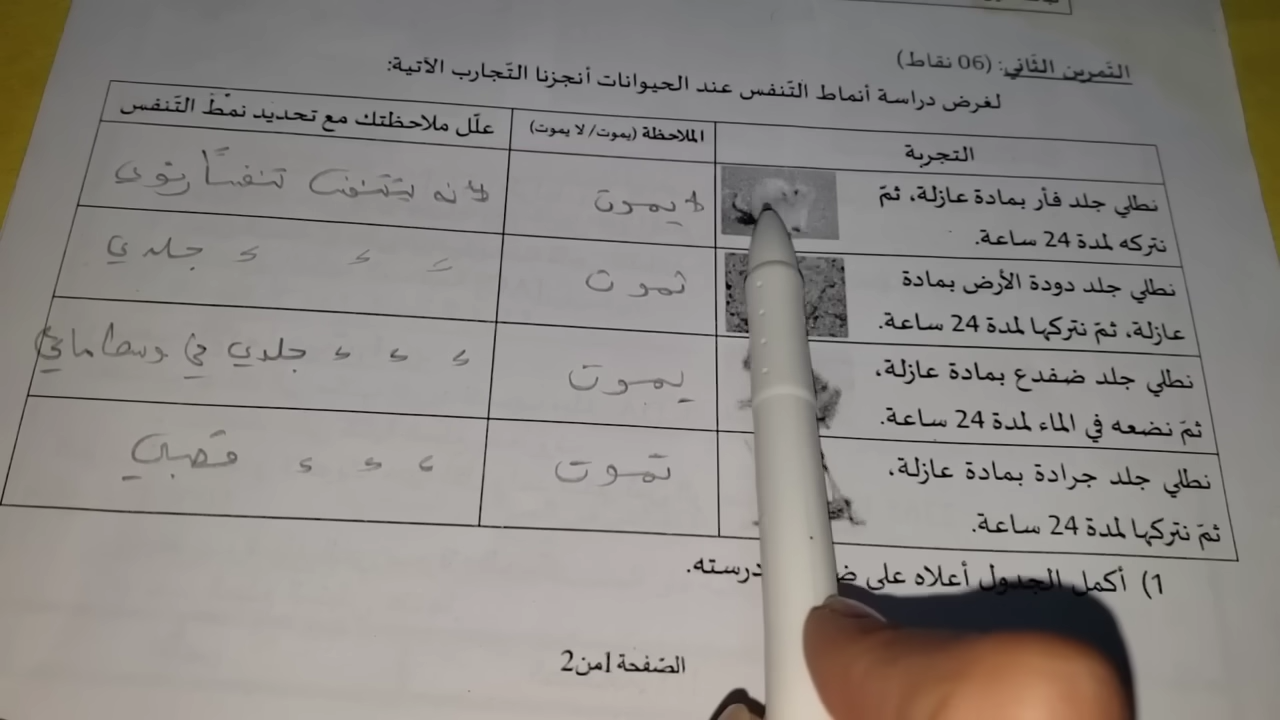 التمرين الثاني: (06 نقاط)
لغرض دراسة أنماط التنفس عند الحيوانات أنجزنا التجارب الآتية:
التجربة
الملاحظة (يموت/ لا يموت)
علّل ملاحظتك مع تحديد نمط التنفس
نطلي جلد فأر بمادة عازلة، ثمّ
نتركه لمدة 24 ساعة.
لا يموت
لأنه يتنفس تنفسًا رئوي
نطلي جلد دودة الأرض بمادة
عازلة، ثمّ نتركها لمدة 24 ساعة.
تموت
ء ء ء جلدي
نطلي جلد ضفدع بمادة عازلة،
ثمّ نضعه في الماء لمدة 24 ساعة.
يموت
ء ء ء جلدي في وسط مائي
نطلي جلد جرادة بمادة عازلة،
ثمّ نتركها لمدة 24 ساعة.
تموت
ء ء ء قصبي
1) أكمل الجدول أعلاه على درسته.
الصّفحة 1من2